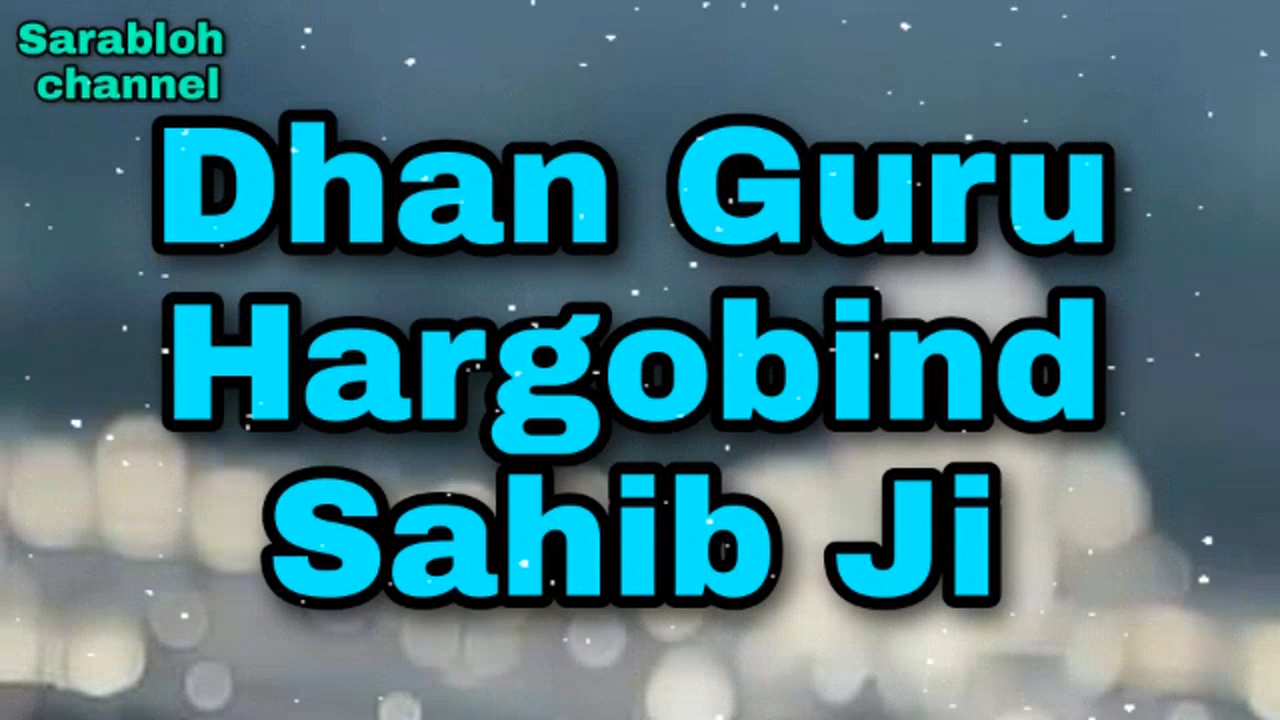 Sarabloh
channel
Dhan Guru
Hargobind
Sahib Ji